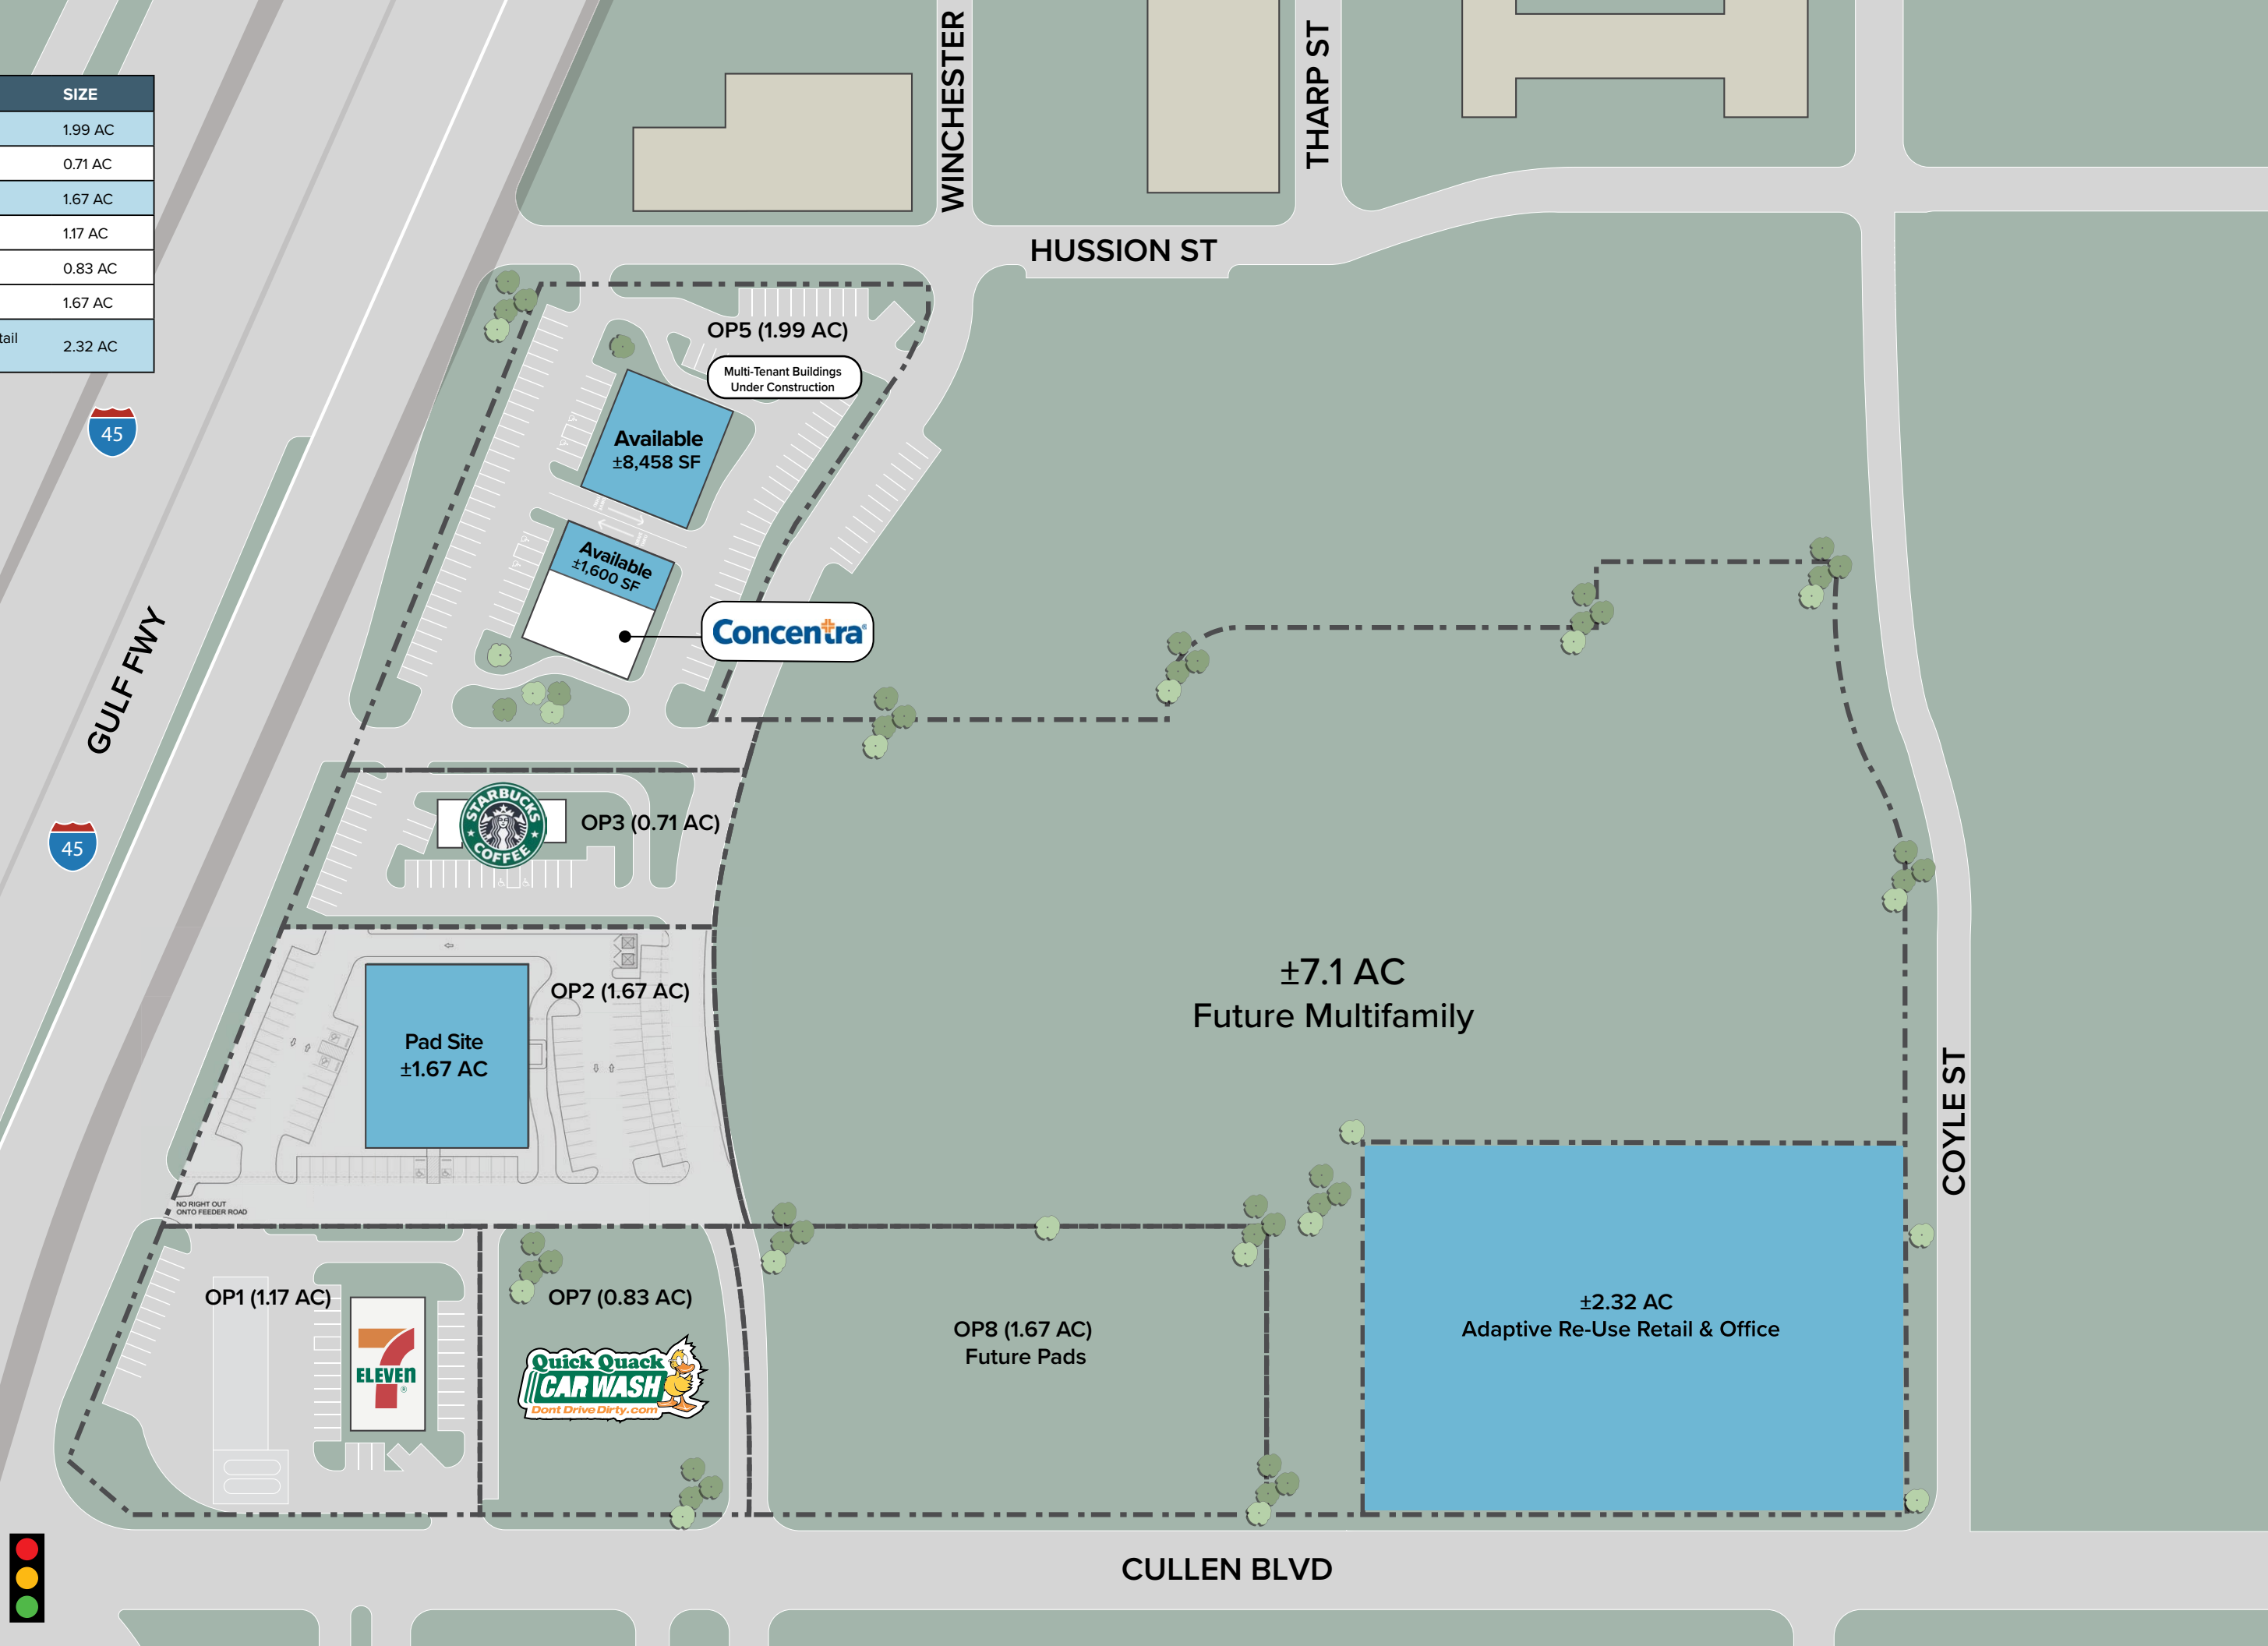 SIZE
1.99 AC
0.71 AC
1.67 AC
1.17 AC
0.83 AC
1.67 AC
tail
2.32 AC
WINCHESTER
THARP ST
HUSSION ST
OP5 (1.99 AC)
Multi-Tenant Buildings
Under Construction
Available
±8,458 SF
Available
±1,600 SF
Concentra
45
GULF FWY
45
STARBUCKS
COFFEE
OP3 (0.71 AC)
OP2 (1.67 AC)
Pad Site
±1.67 AC
±7.1 AC
Future Multifamily
COYLE ST
NO RIGHT OUT
ONTO FEEDER ROAD
OP1 (1.17 AC)
7
ELEVEn
OP7 (0.83 AC)
Quick Quack
CAR WASH
Dont Drive Dirty.com
OP8 (1.67 AC)
Future Pads
±2.32 AC
Adaptive Re-Use Retail & Office
CULLEN BLVD